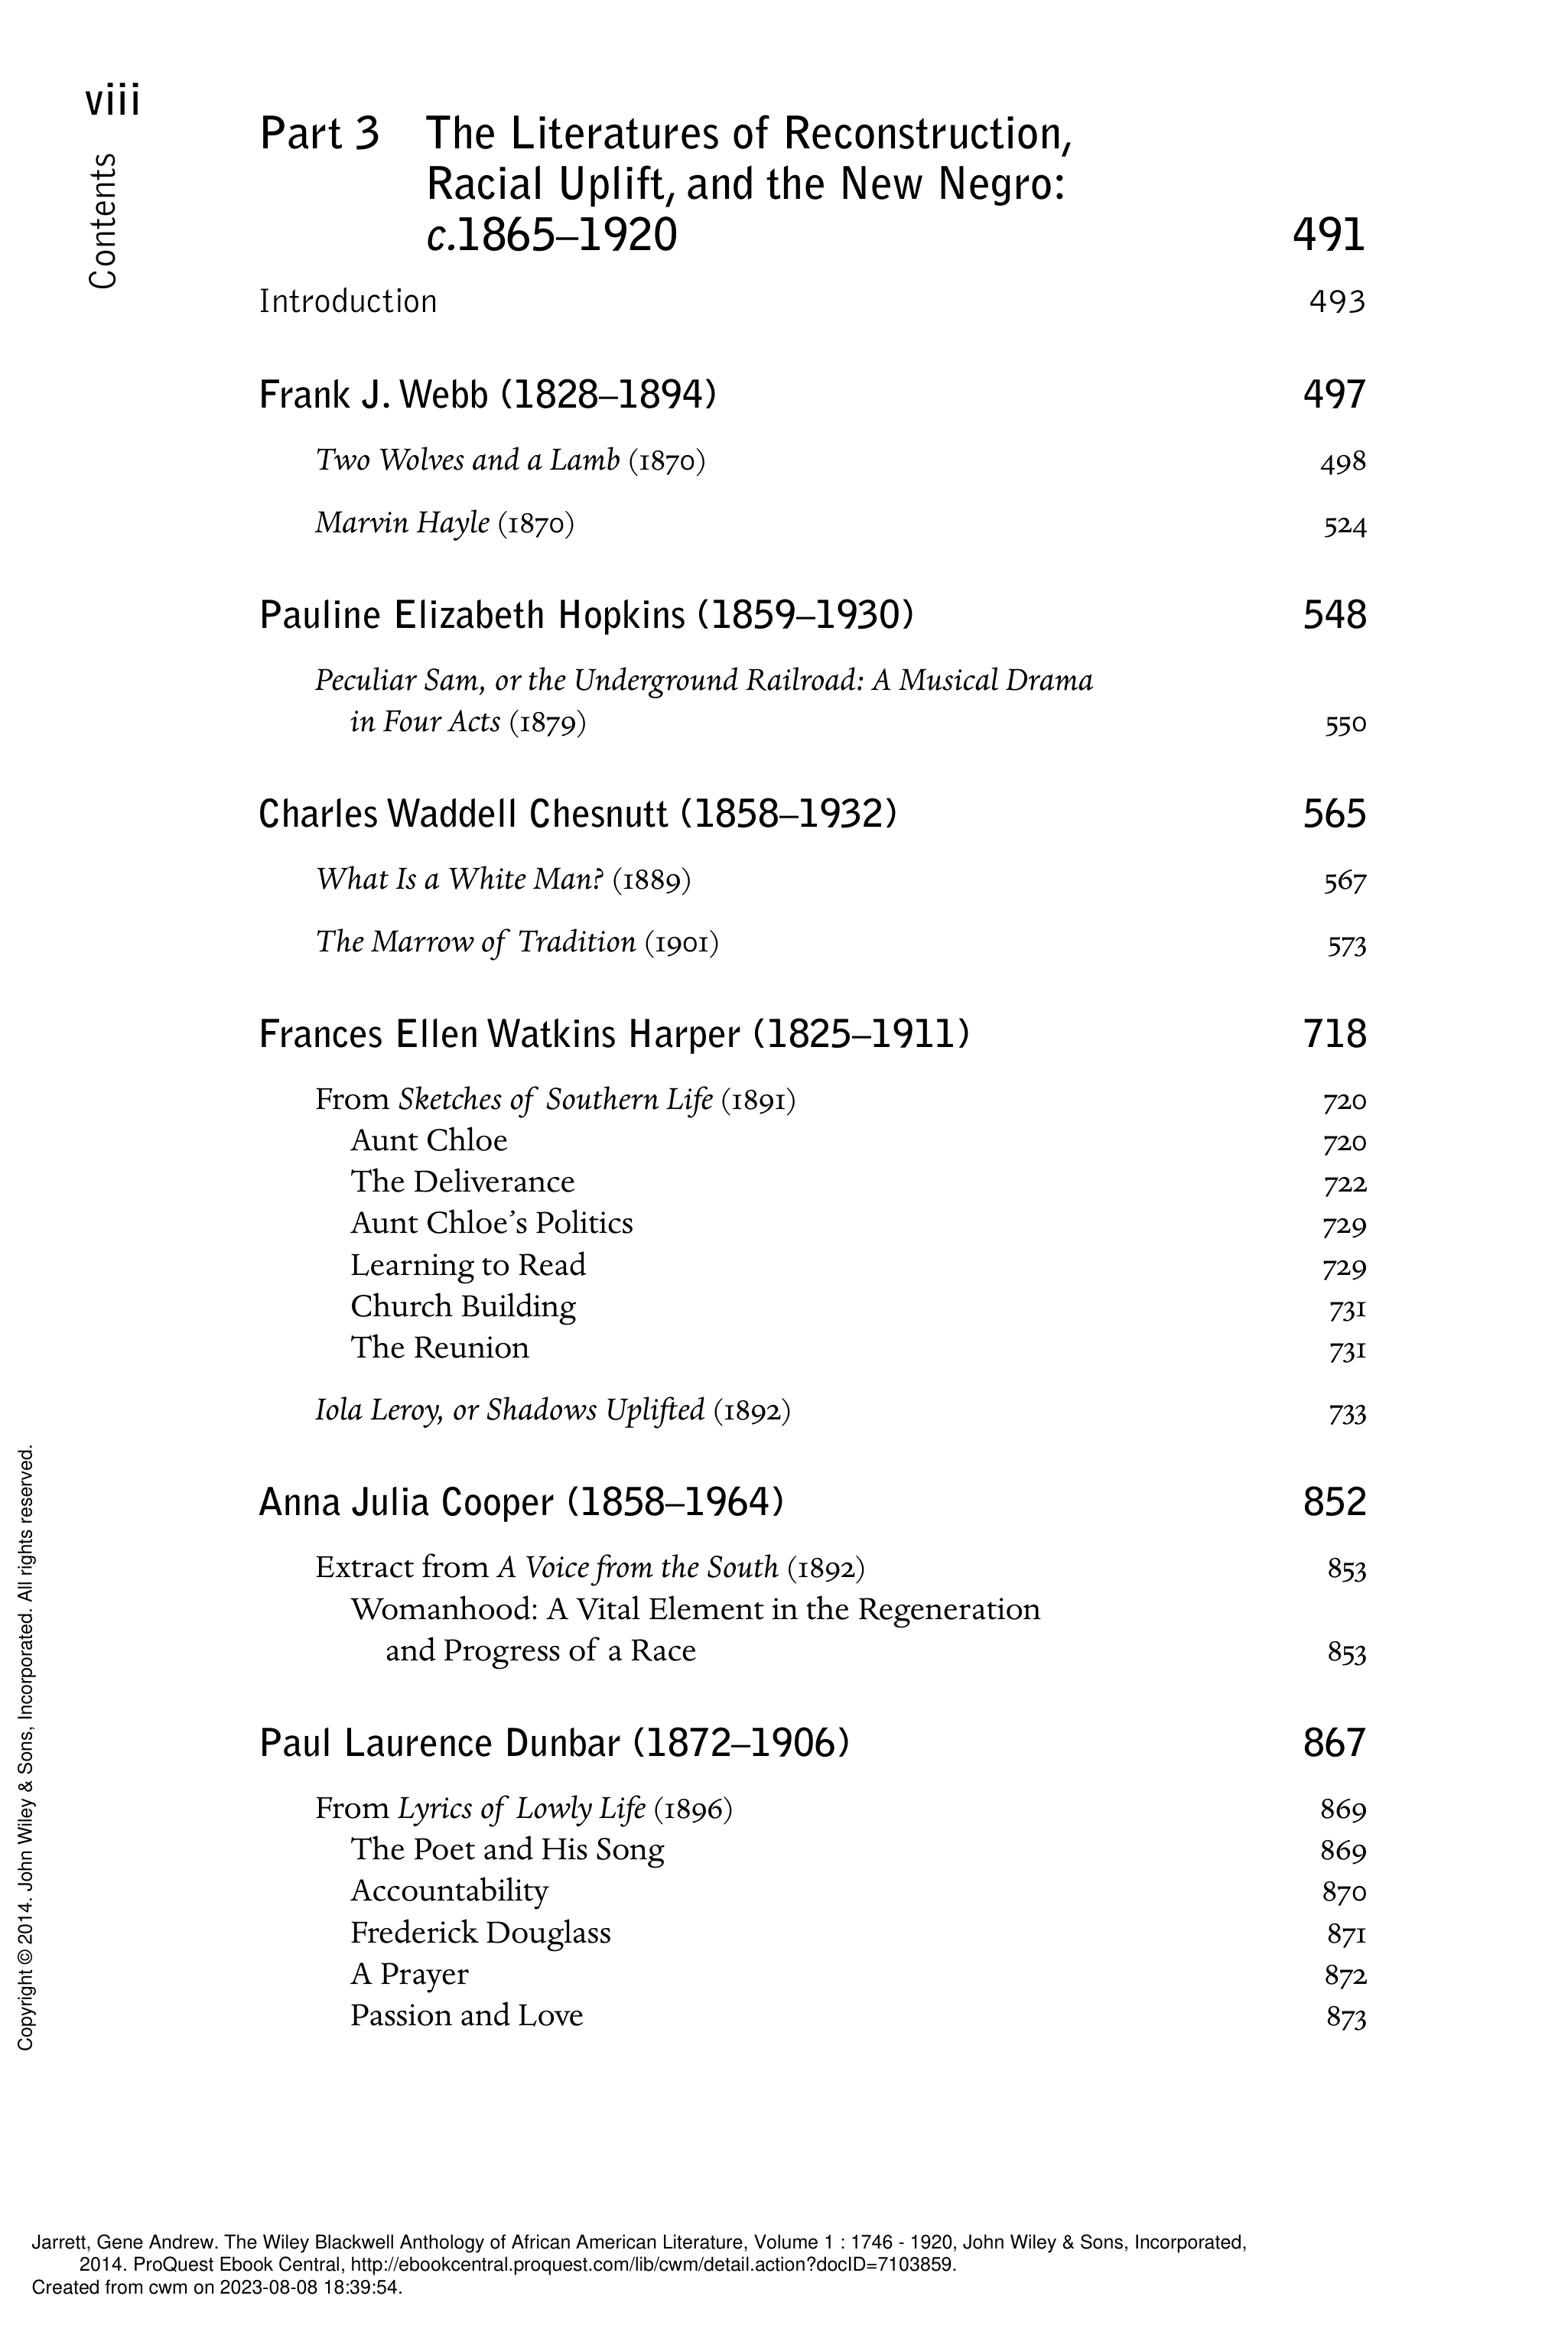 viii
Contents
Part 3 The Literatures of Reconstruction,
Racial Uplift, and the New Negro:
c.1865–1920 491
Introduction 493
Frank J. Webb (1828–1894) 497
Two Wolves and a Lamb (1870) 498
Marvin Hayle (1870) 524
Pauline Elizabeth Hopkins (1859–1930) 548
Peculiar Sam, or the Underground Railroad: A Musical Drama
in Four Acts (1879) 550
Charles Waddell Chesnutt (1858–1932) 565
What Is a White Man? (1889) 567
The Marrow of Tradition (1901) 573
Frances Ellen Watkins Harper (1825–1911) 718
From Sketches of Southern Life (1891) 720
Aunt Chloe 720
The Deliverance 722
Aunt Chloe’s Politics 729
Learning to Read 729
Church Building 731
The Reunion 731
Iola Leroy, or Shadows Uplifted (1892) 733
Anna Julia Cooper (1858–1964) 852
Extract from A Voice from the South (1892) 853
Womanhood: A Vital Element in the Regeneration
and Progress of a Race 853
Paul Laurence Dunbar (1872–1906) 867
From Lyrics of Lowly Life (1896) 869
The Poet and His Song 869
Accountability 870
Frederick Douglass 871
A Prayer 872
Passion and Love 873
Copyright © 2014. John Wiley & Sons, Incorporated. All rights reserved.
Jarrett, Gene Andrew. The Wiley Blackwell Anthology of African American Literature, Volume 1 : 1746 - 1920, John Wiley & Sons, Incorporated,
2014. ProQuest Ebook Central, http://ebookcentral.proquest.com/lib/cwm/detail.action?docID=7103859.
Created from cwm on 2023-08-08 18:39:54.